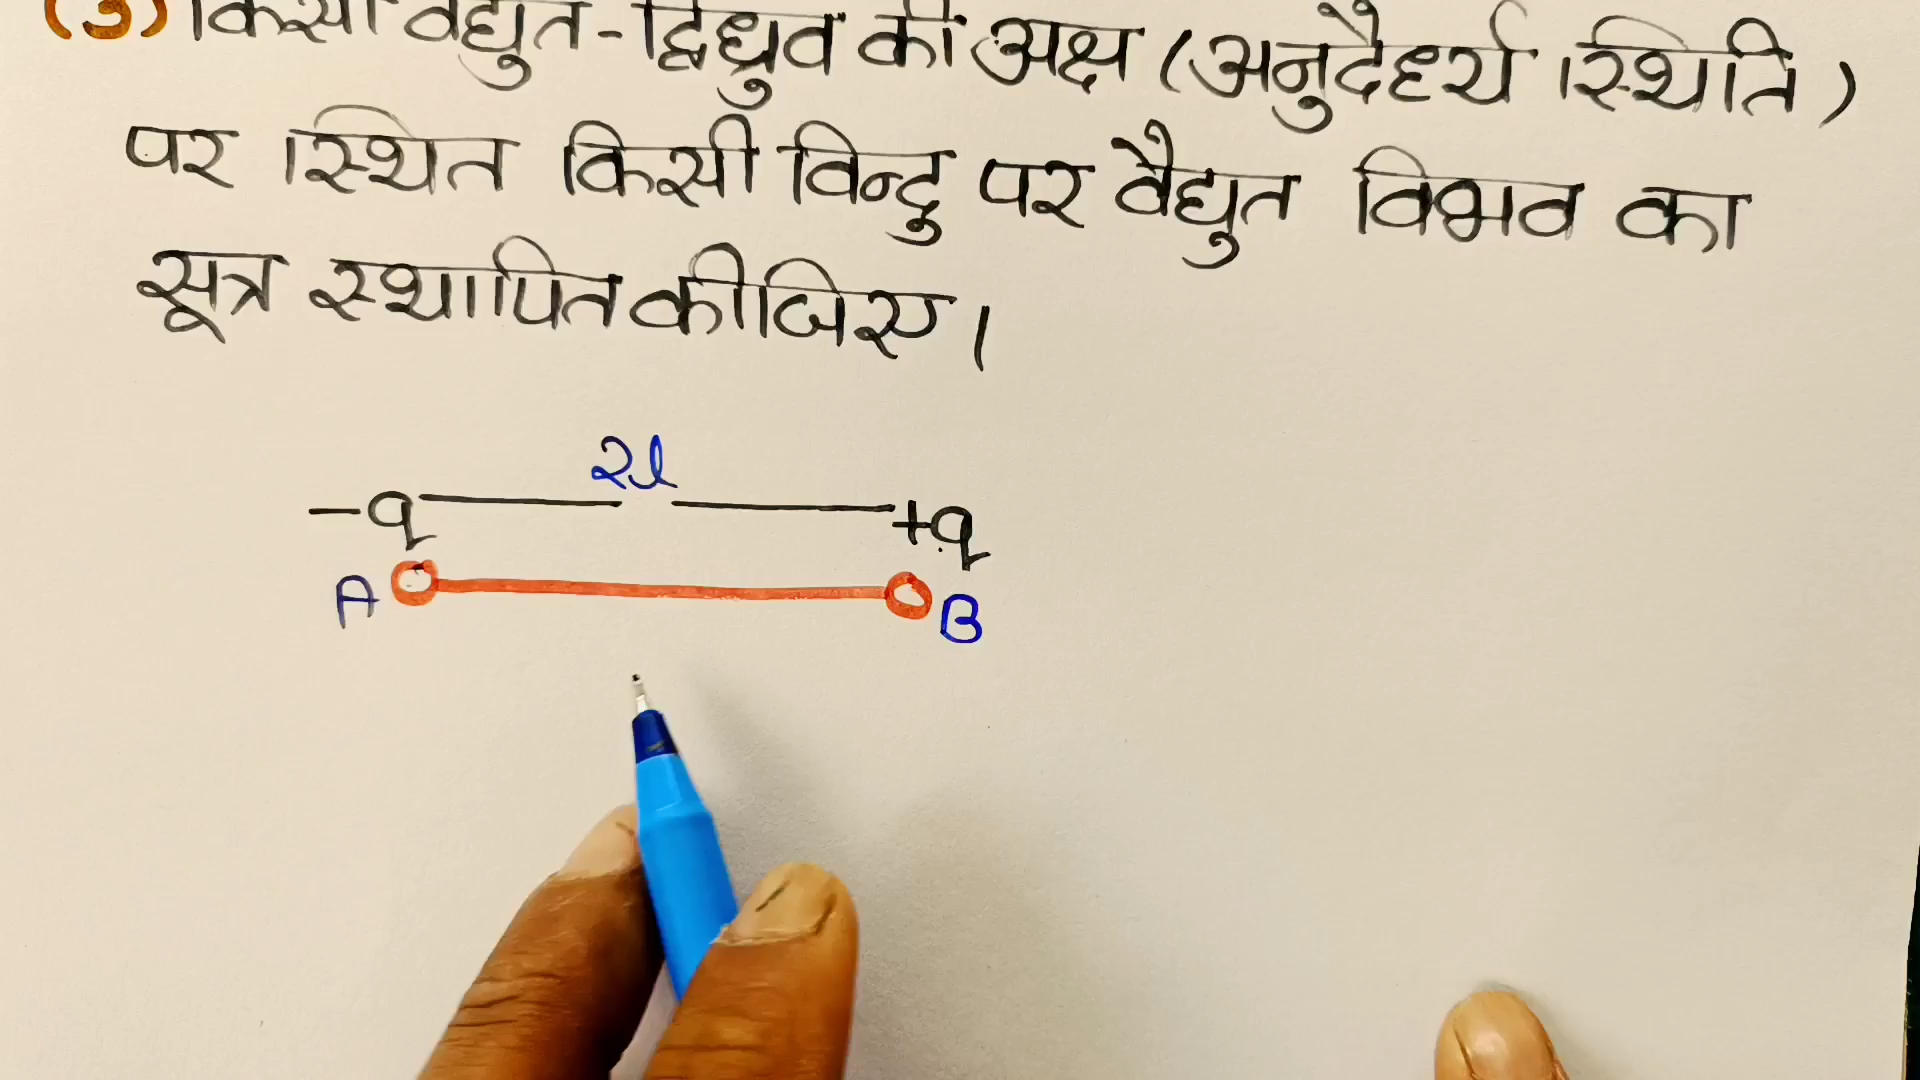 (3) किसी वैद्युत-द्विध्रुव की अक्ष (अनुदैर्ध्य स्थिति)
पर स्थित किसी विन्दु पर वैद्युत विभव का
सूत्र स्थापित कीजिए।
2l
-q +q
A B